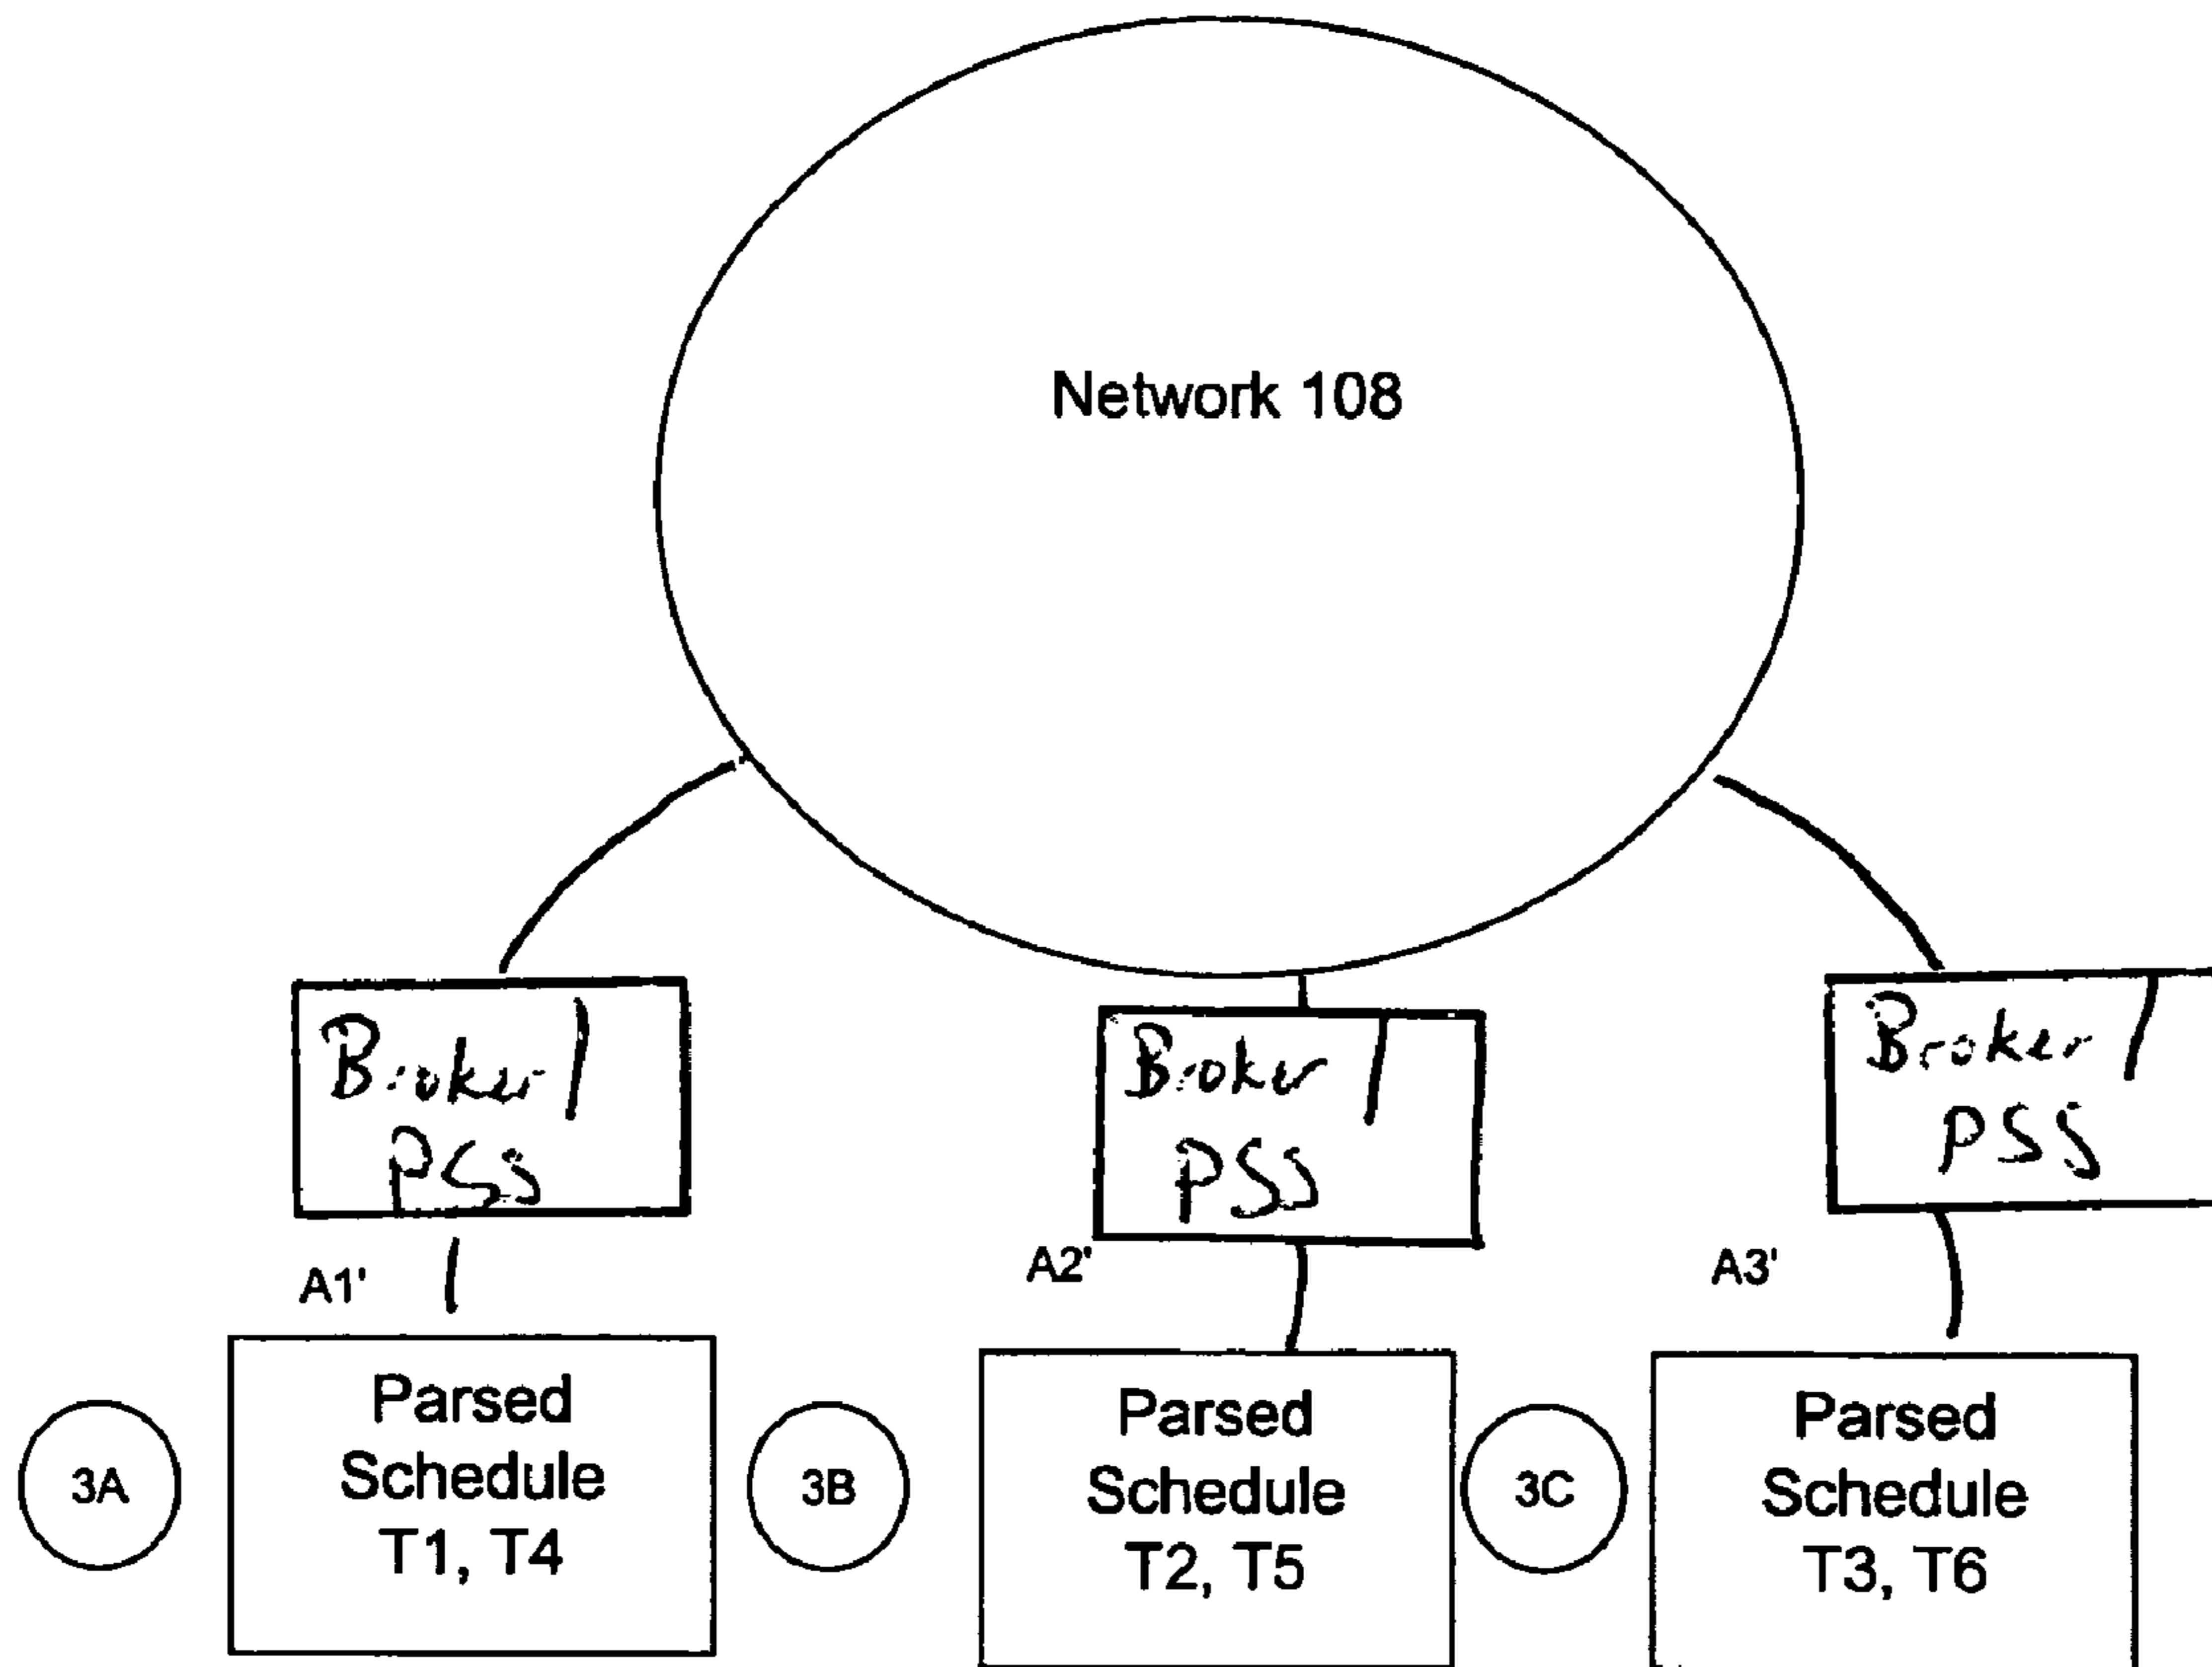 Network 108
Broker/
PSS
Broker/
PSS
Broker/
PSS
A1'
A2'
A3'
3A
Parsed
Schedule
T1, T4
3B
Parsed
Schedule
T2, T5
3C
Parsed
Schedule
T3, T6